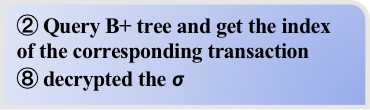 ② Query B+ tree and get the index
of the corresponding transaction
⑧ decrypted the σ